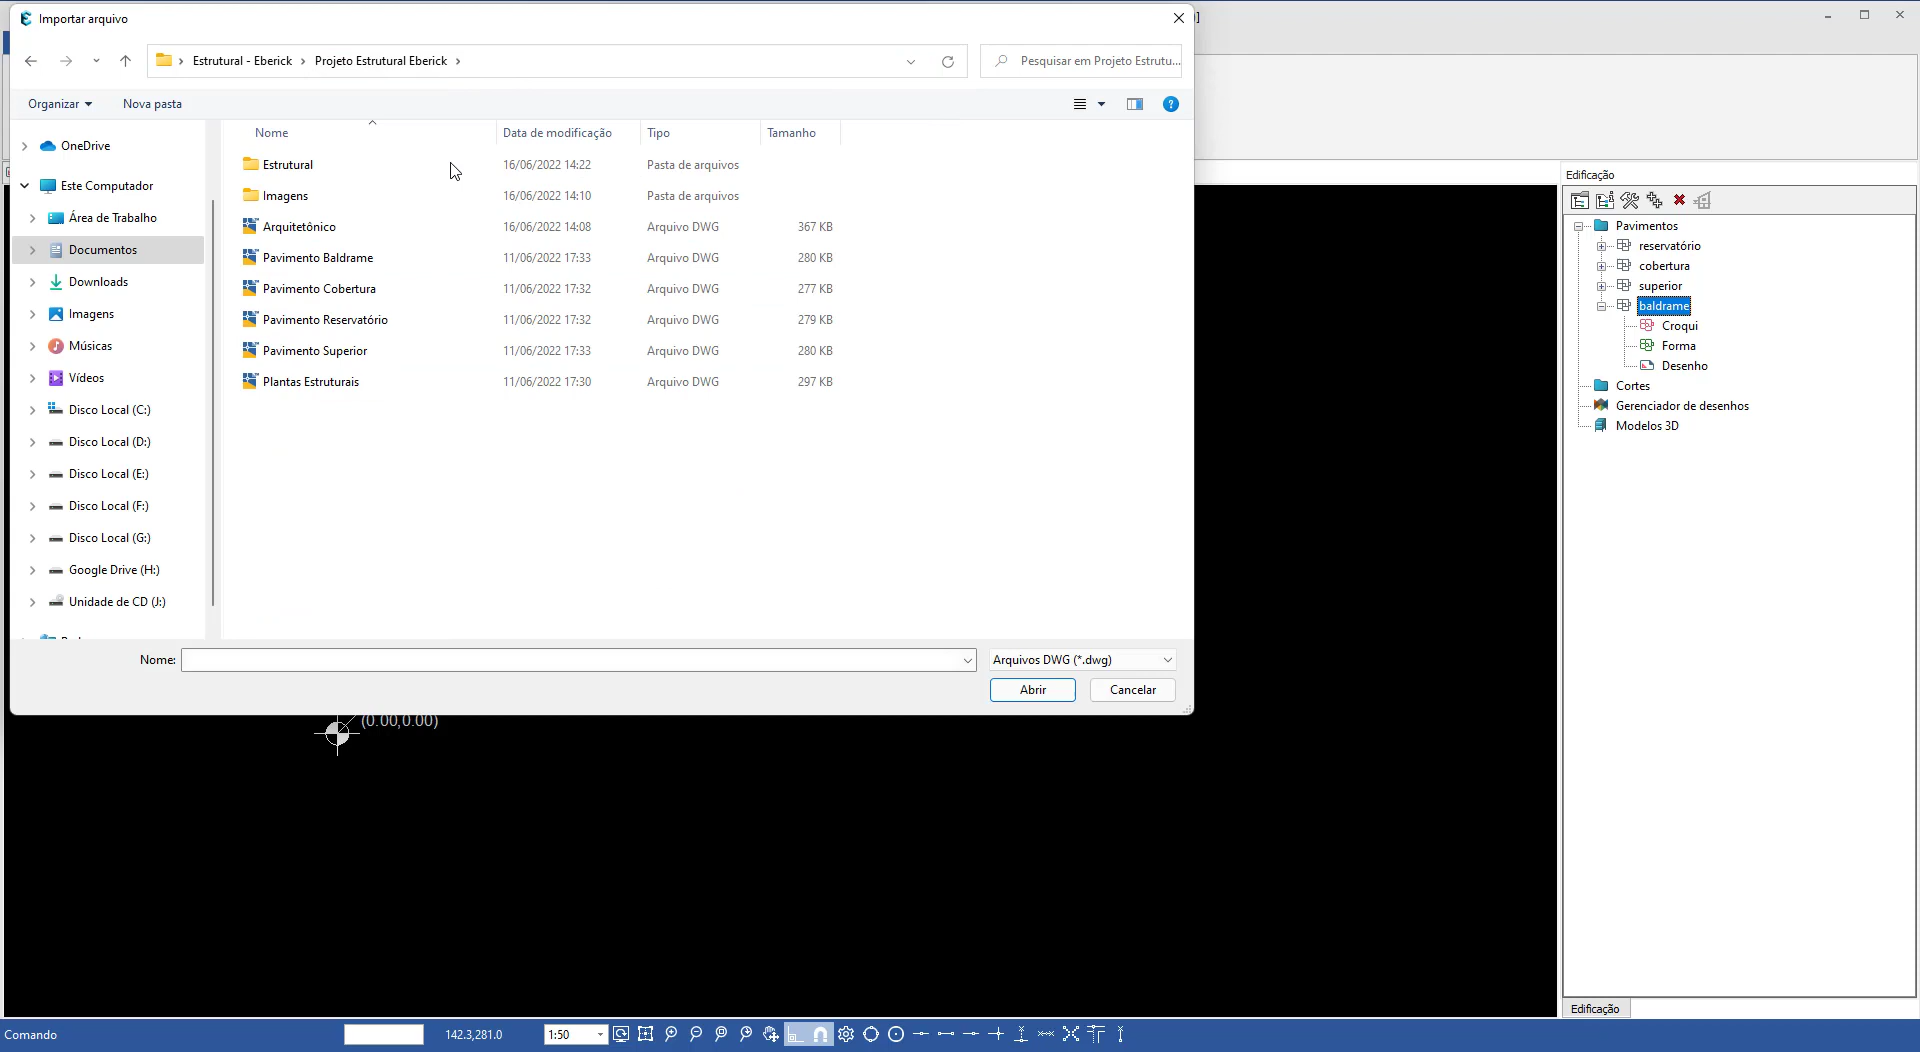 Importar arquivo
Estrutural - Eberick
Projeto Estrutural Eberick
Pesquisar em Projeto Estrutu...
Organizar
Nova pasta
Nome
Data de modificação
Tipo
Tamanho
OneDrive
Este Computador
Área de Trabalho
Documentos
Downloads
Imagens
Músicas
Vídeos
Disco Local (C:)
Disco Local (D:)
Disco Local (E:)
Disco Local (F:)
Disco Local (G:)
Google Drive (H:)
Unidade de CD (J:)
Estrutural 16/06/2022 14:22 Pasta de arquivos
Imagens 16/06/2022 14:10 Pasta de arquivos
Arquitetônico 16/06/2022 14:08 Arquivo DWG 367 KB
Pavimento Baldrame 11/06/2022 17:33 Arquivo DWG 280 KB
Pavimento Cobertura 11/06/2022 17:32 Arquivo DWG 277 KB
Pavimento Reservatório 11/06/2022 17:32 Arquivo DWG 279 KB
Pavimento Superior 11/06/2022 17:33 Arquivo DWG 280 KB
Plantas Estruturais 11/06/2022 17:30 Arquivo DWG 297 KB
Nome:
Arquivos DWG (*.dwg)
Abrir
Cancelar
(0.00,0.00)
Edificação
Pavimentos
reservatório
cobertura
superior
baldrame
Croqui
Forma
Desenho
Cortes
Gerenciador de desenhos
Modelos 3D
Edificação
Comando
142.3,281.0
1:50